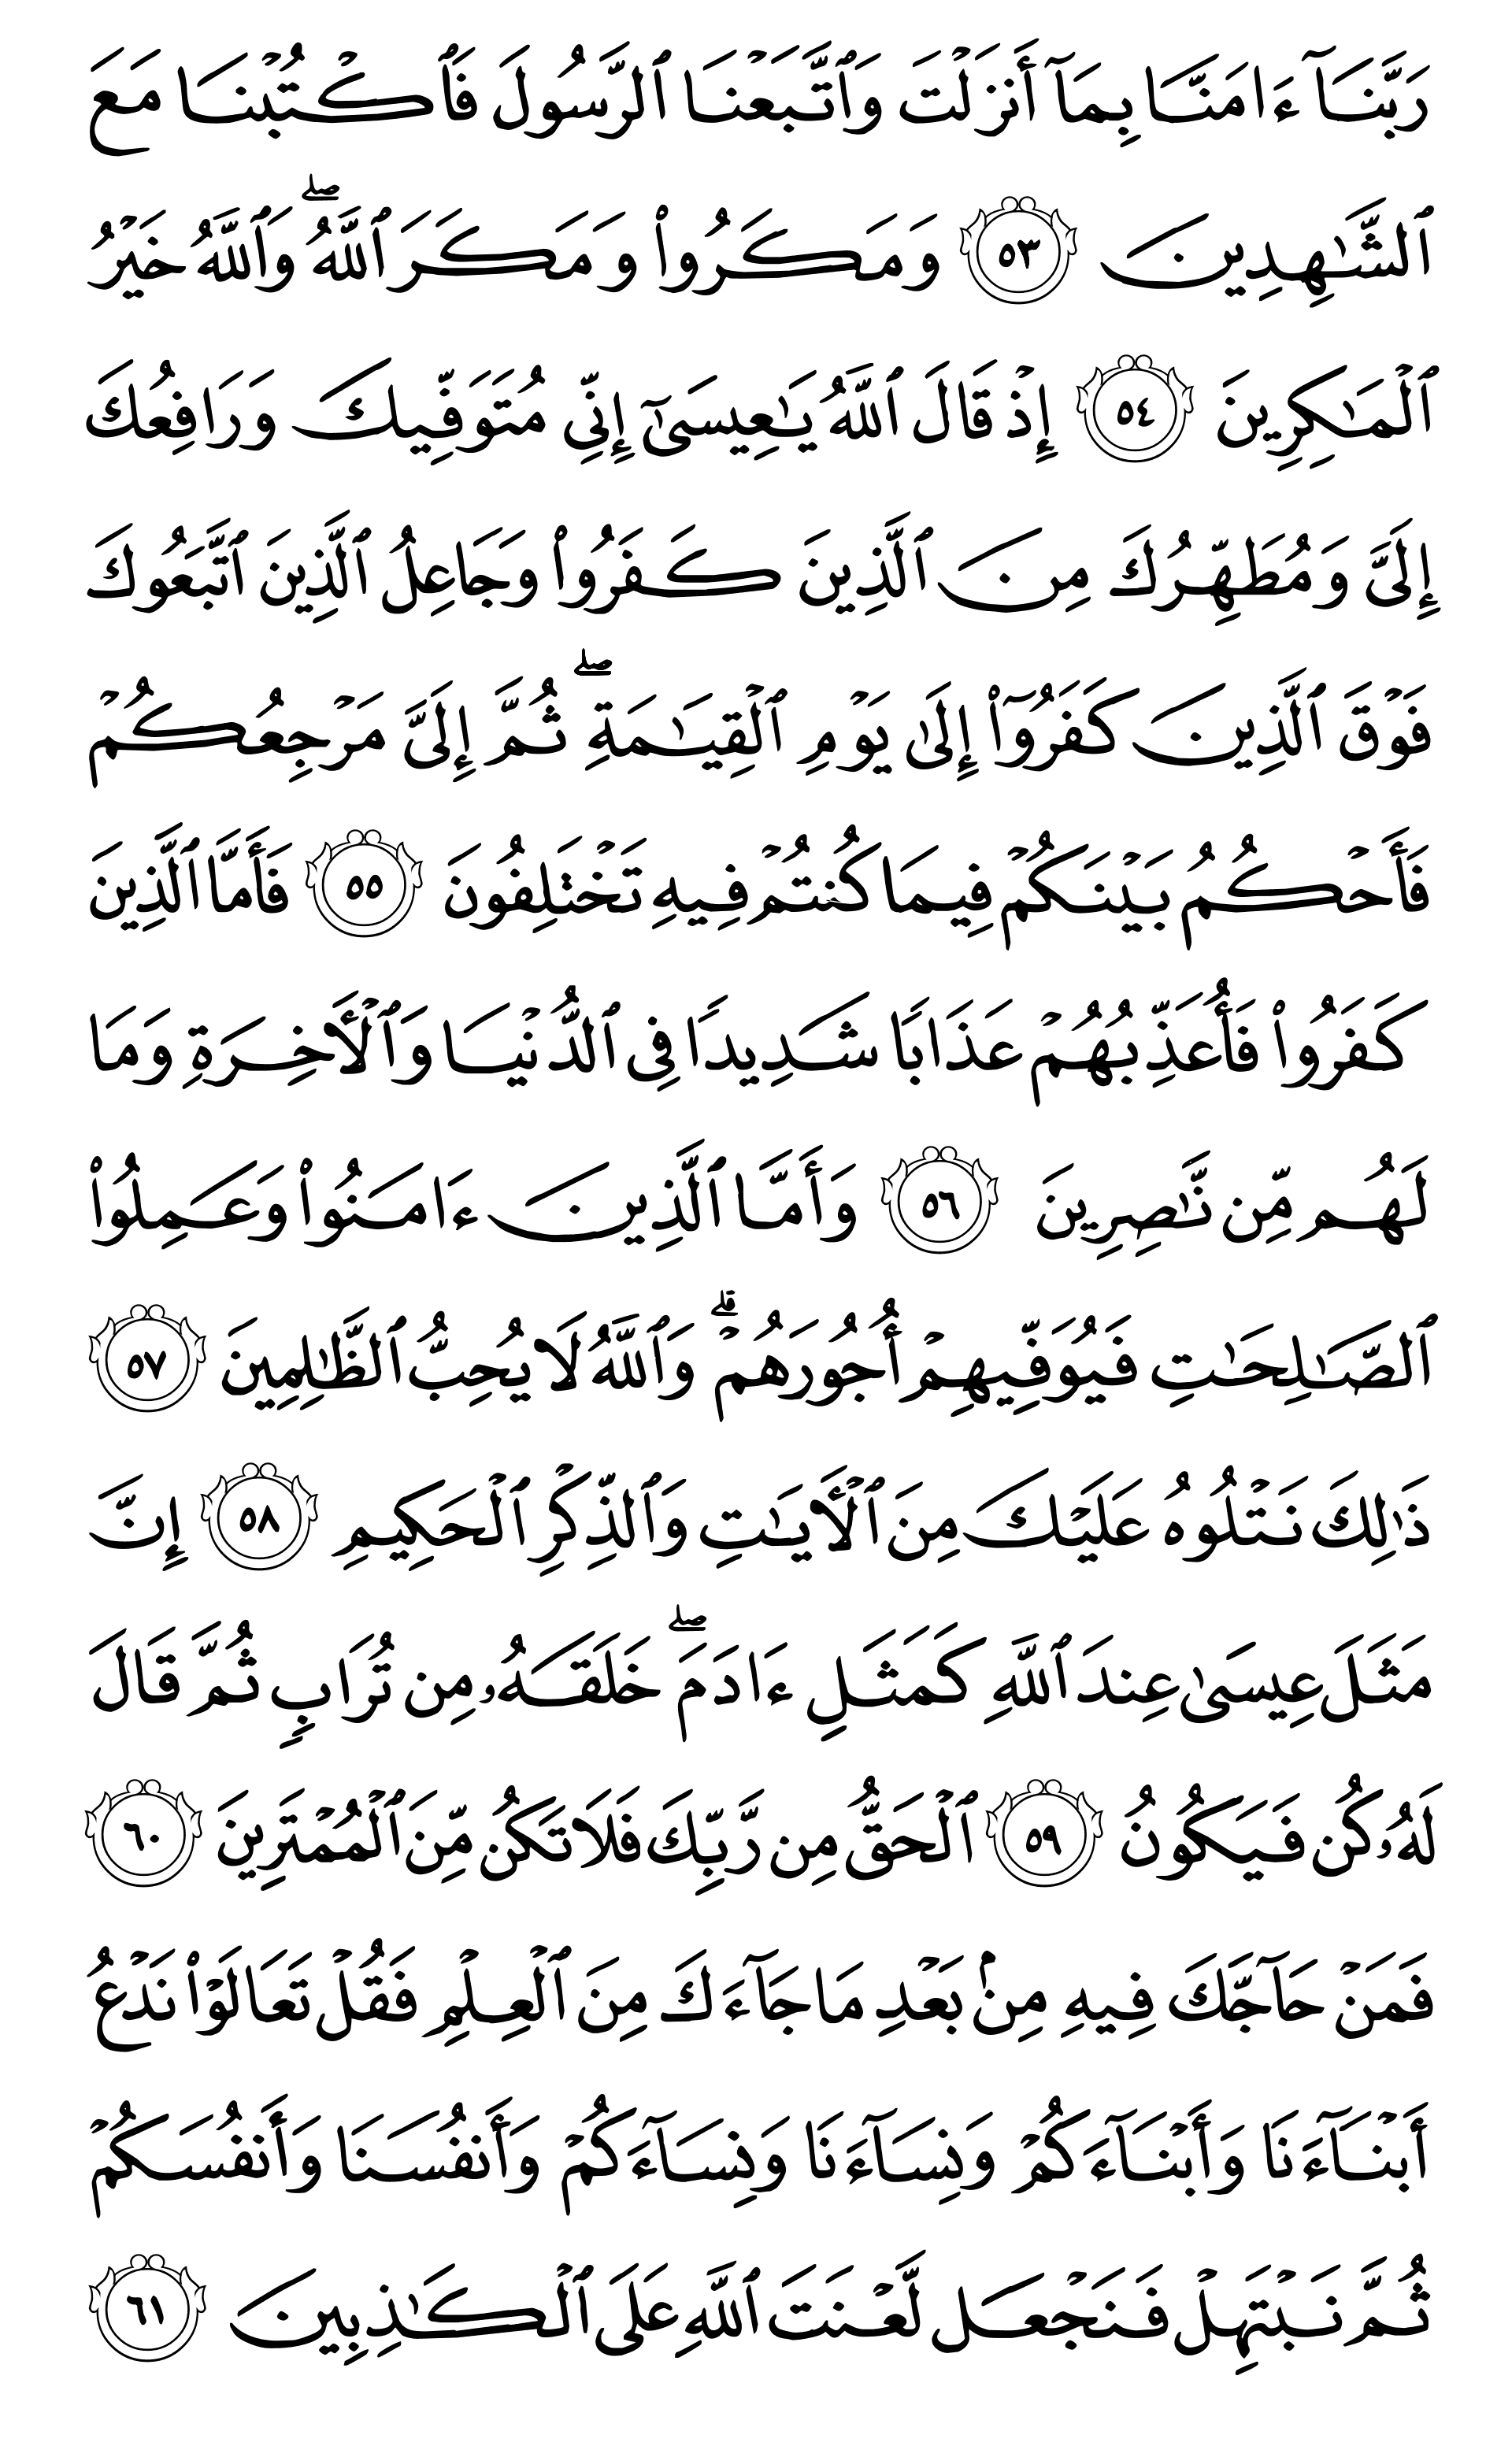 رَبَّنَآ ءَامَنَّا بِمَآ أَنزَلۡتَ وَٱتَّبَعۡنَا ٱلرَّسُولَ فَٱكۡتُبۡنَا مَعَ
ٱلشَّٰهِدِينَ ٥٣ وَمَكَرُواْ وَمَكَرَ ٱللَّهُۖ وَٱللَّهُ خَيۡرُ
ٱلۡمَٰكِرِينَ ٥٤ إِذۡ قَالَ ٱللَّهُ يَٰعِيسَىٰٓ إِنِّي مُتَوَفِّيكَ وَرَافِعُكَ
إِلَيَّ وَمُطَهِّرُكَ مِنَ ٱلَّذِينَ كَفَرُواْ وَجَاعِلُ ٱلَّذِينَ ٱتَّبَعُوكَ
فَوۡقَ ٱلَّذِينَ كَفَرُوٓاْ إِلَىٰ يَوۡمِ ٱلۡقِيَٰمَةِۖ ثُمَّ إِلَيَّ مَرۡجِعُكُمۡ
فَأَحۡكُمُ بَيۡنَكُمۡ فِيمَا كُنتُمۡ فِيهِ تَخۡتَلِفُونَ ٥٥ فَأَمَّا ٱلَّذِينَ
كَفَرُواْ فَأُعَذِّبُهُمۡ عَذَابٗا شَدِيدٗا فِي ٱلدُّنۡيَا وَٱلۡأٓخِرَةِ وَمَا
لَهُم مِّن نَّٰصِرِينَ ٥٦ وَأَمَّا ٱلَّذِينَ ءَامَنُواْ وَعَمِلُواْ
ٱلصَّٰلِحَٰتِ فَيُوَفِّيهِمۡ أُجُورَهُمۡۗ وَٱللَّهُ لَا يُحِبُّ ٱلظَّٰلِمِينَ ٥٧
ذَٰلِكَ نَتۡلُوهُ عَلَيۡكَ مِنَ ٱلۡأٓيَٰتِ وَٱلذِّكۡرِ ٱلۡحَكِيمِ ٥٨ إِنَّ
مَثَلَ عِيسَىٰ عِندَ ٱللَّهِ كَمَثَلِ ءَادَمَۖ خَلَقَهُۥ مِن تُرَابٖ ثُمَّ قَالَ
لَهُۥ كُن فَيَكُونُ ٥٩ ٱلۡحَقُّ مِن رَّبِّكَ فَلَا تَكُن مِّنَ ٱلۡمُمۡتَرِينَ ٦٠
فَمَنۡ حَآجَّكَ فِيهِ مِنۢ بَعۡدِ مَا جَآءَكَ مِنَ ٱلۡعِلۡمِ فَقُلۡ تَعَالَوۡاْ نَدۡعُ
أَبۡنَآءَنَا وَأَبۡنَآءَكُمۡ وَنِسَآءَنَا وَنِسَآءَكُمۡ وَأَنفُسَنَا وَأَنفُسَكُمۡ
ثُمَّ نَبۡتَهِلۡ فَنَجۡعَل لَّعۡنَتَ ٱللَّهِ عَلَى ٱلۡكَٰذِبِينَ ٦١